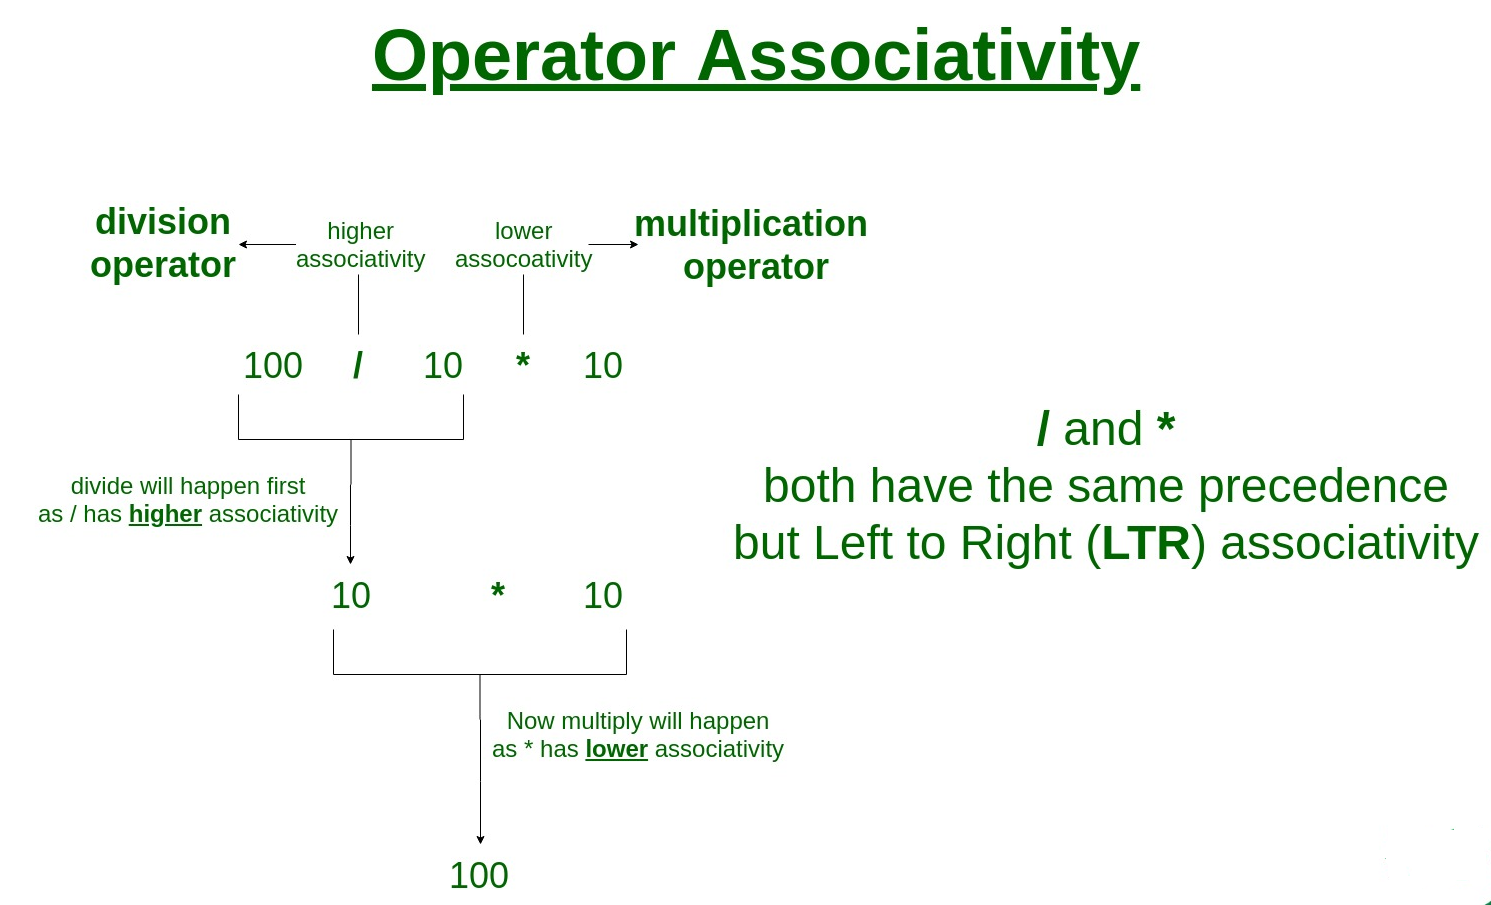 Operator Associativity
division
operator
higher
associativity
lower
assocoativity
multiplication
operator
100 / 10 * 10
divide will happen first
as / has higher associativity
/ and *
both have the same precedence
but Left to Right (LTR) associativity
10 * 10
Now multiply will happen
as * has lower associativity
100